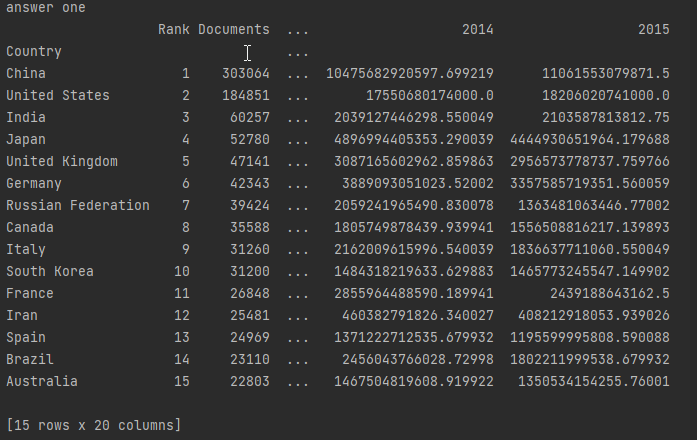 answer one
Rank Documents ... 2014 2015
Country ...
China 1 303064 ... 10475682920597.699219 11061553079871.5
United States 2 184851 ... 17550680174000.0 18206020741000.0
India 3 60257 ... 2039127446298.550049 2103587813812.75
Japan 4 52780 ... 4896994405353.290039 4444930651964.179688
United Kingdom 5 47141 ... 3087165602962.859863 2956573778737.759766
Germany 6 42343 ... 3889093051023.52002 3357585719351.560059
Russian Federation 7 39424 ... 2059241965490.830078 1363481063446.77002
Canada 8 35588 ... 1805749878439.939941 1556508816217.139893
Italy 9 31260 ... 2162009615996.540039 1836637711060.550049
South Korea 10 31200 ... 1484318219633.629883 1465773245547.149902
France 11 26848 ... 2855964488590.189941 2439188643162.5
Iran 12 25481 ... 460382791826.340027 408212918053.939026
Spain 13 24969 ... 1371222712535.679932 1195599995808.590088
Brazil 14 23110 ... 2456043766028.72998 1802211999538.679932
Australia 15 22803 ... 1467504819608.919922 1350534154255.76001
[15 rows x 20 columns]